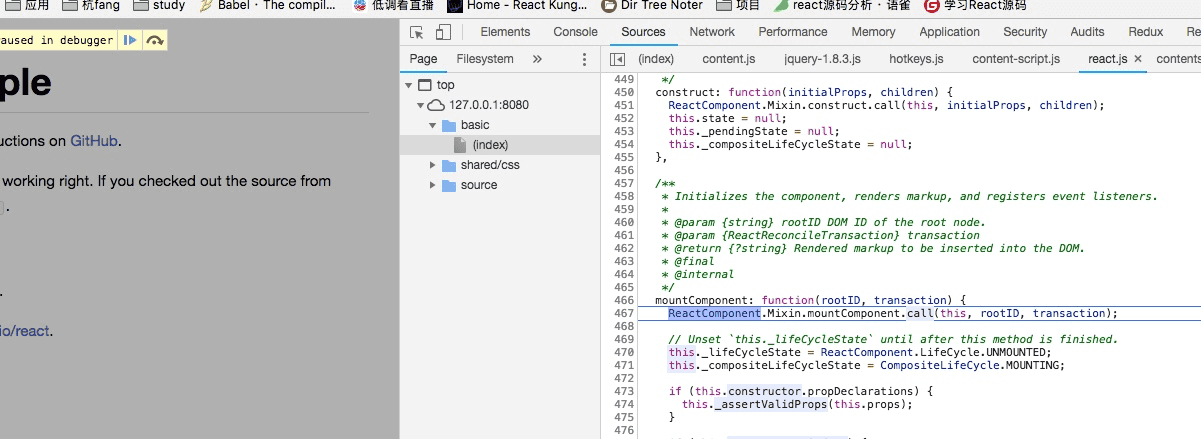 应用 杭fang study Babel · The compil... 低调看直播 Home - React Kung... Dir Tree Noter 项目 react源码分析 · 语雀 学习React源码
aused in debugger
Elements Console Sources Network Performance Memory Application Security Audits Redux Re
Page Filesystem » (index) content.js jquery-1.8.3.js hotkeys.js content-script.js react.js × contents
ple
uctions on GitHub.
working right. If you checked out the source from
.
.
io/react.
top
127.0.0.1:8080
basic
(index)
shared/css
source
449 */
450 construct: function(initialProps, children) {
451 ReactComponent.Mixin.construct.call(this, initialProps, children);
452 this.state = null;
453 this._pendingState = null;
454 this._compositeLifeCycleState = null;
455 },
456
457 /**
458 * Initializes the component, renders markup, and registers event listeners.
459 *
460 * @param {string} rootID DOM ID of the root node.
461 * @param {ReactReconcileTransaction} transaction
462 * @return {?string} Rendered markup to be inserted into the DOM.
463 * @final
464 * @internal
465 */
466 mountComponent: function(rootID, transaction) {
467 ReactComponent.Mixin.mountComponent.call(this, rootID, transaction);
468
469 // Unset `this._lifeCycleState` until after this method is finished.
470 this._lifeCycleState = ReactComponent.LifeCycle.UNMOUNTED;
471 this._compositeLifeCycleState = CompositeLifeCycle.MOUNTING;
472
473 if (this.constructor.propDeclarations) {
474 this._assertValidProps(this.props);
475 }
476